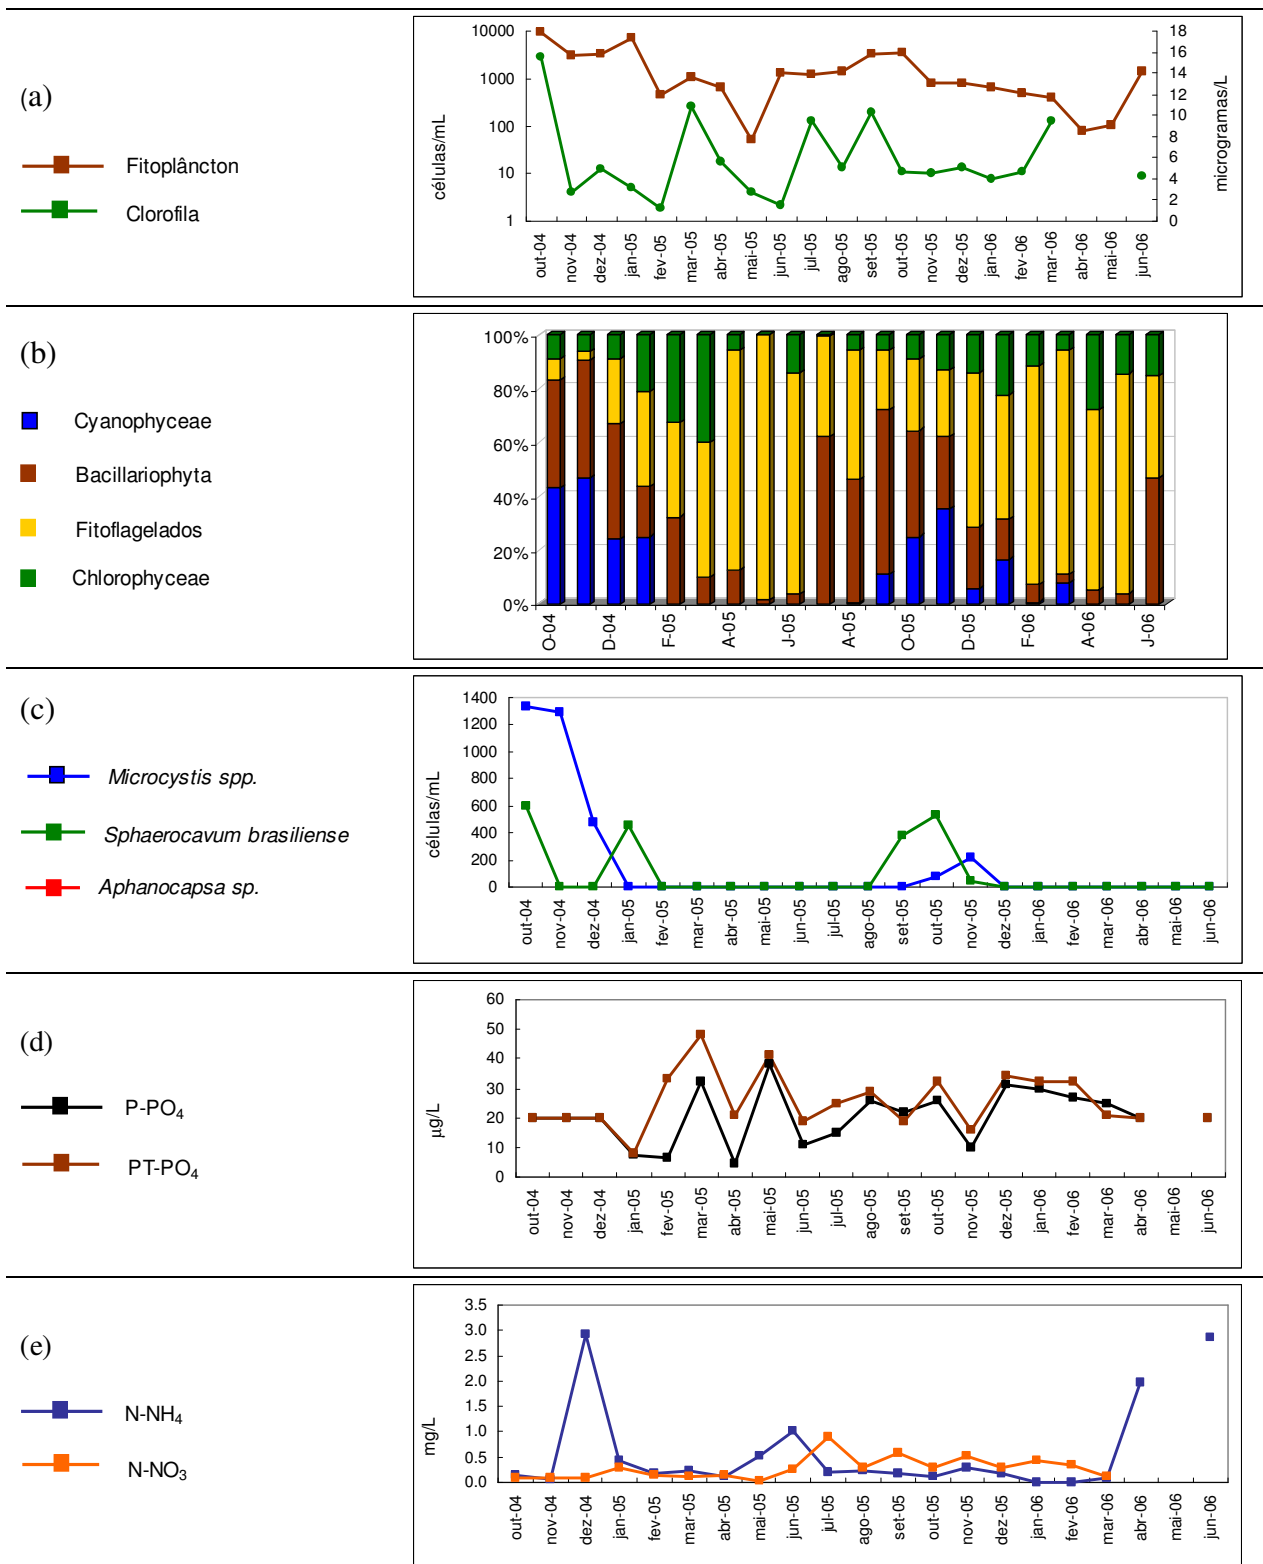 (a)
Fitoplâncton
Clorofila
10000
1000
100
10
1
células/mL
18
16
14
12
10
8
6
4
2
0
microgramas/L
out-04
nov-04
dez-04
jan-05
fev-05
mar-05
abr-05
mai-05
jun-05
jul-05
ago-05
set-05
out-05
nov-05
dez-05
jan-06
fev-06
mar-06
abr-06
mai-06
jun-06
(b)
Cyanophyceae
Bacillariophyta
Fitoflagelados
Chlorophyceae
100%
80%
60%
40%
20%
0%
O-04
D-04
F-05
A-05
J-05
A-05
O-05
D-05
F-06
A-06
J-06
(c)
Microcystis spp.
Sphaerocavum brasiliense
Aphanocapsa sp.
1400
1200
1000
800
600
400
200
0
células/mL
out-04
nov-04
dez-04
jan-05
fev-05
mar-05
abr-05
mai-05
jun-05
jul-05
ago-05
set-05
out-05
nov-05
dez-05
jan-06
fev-06
mar-06
abr-06
mai-06
jun-06
(d)
P-PO4
PT-PO4
60
50
40
30
20
10
0
µg/L
out-04
nov-04
dez-04
jan-05
fev-05
mar-05
abr-05
mai-05
jun-05
jul-05
ago-05
set-05
out-05
nov-05
dez-05
jan-06
fev-06
mar-06
abr-06
mai-06
jun-06
(e)
N-NH4
N-NO3
3.5
3.0
2.5
2.0
1.5
1.0
0.5
0.0
mg/L
out-04
nov-04
dez-04
jan-05
fev-05
mar-05
abr-05
mai-05
jun-05
jul-05
ago-05
set-05
out-05
nov-05
dez-05
jan-06
fev-06
mar-06
abr-06
mai-06
jun-06